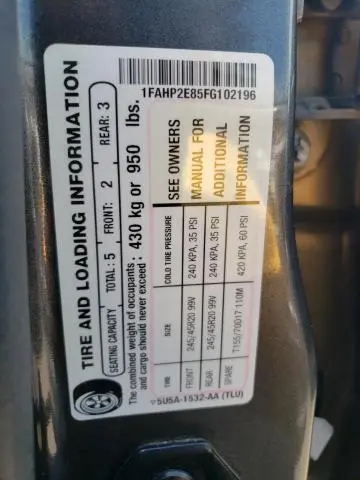 1FAHP2E85FG102196
TIRE AND LOADING INFORMATION
SEATING CAPACITY TOTAL: 5 FRONT: 2 REAR: 3
The combined weight of occupants and cargo should never exceed: 430 kg or 950 lbs.
TIRE SIZE COLD TIRE PRESSURE
FRONT 245/45R20 99V 240 KPA, 35 PSI
REAR 245/45R20 99V 240 KPA, 35 PSI
SPARE T155/70D17 110M 420 KPA, 60 PSI
SEE OWNERS
MANUAL FOR
ADDITIONAL
INFORMATION
5U5A-1532-AA (TLU)